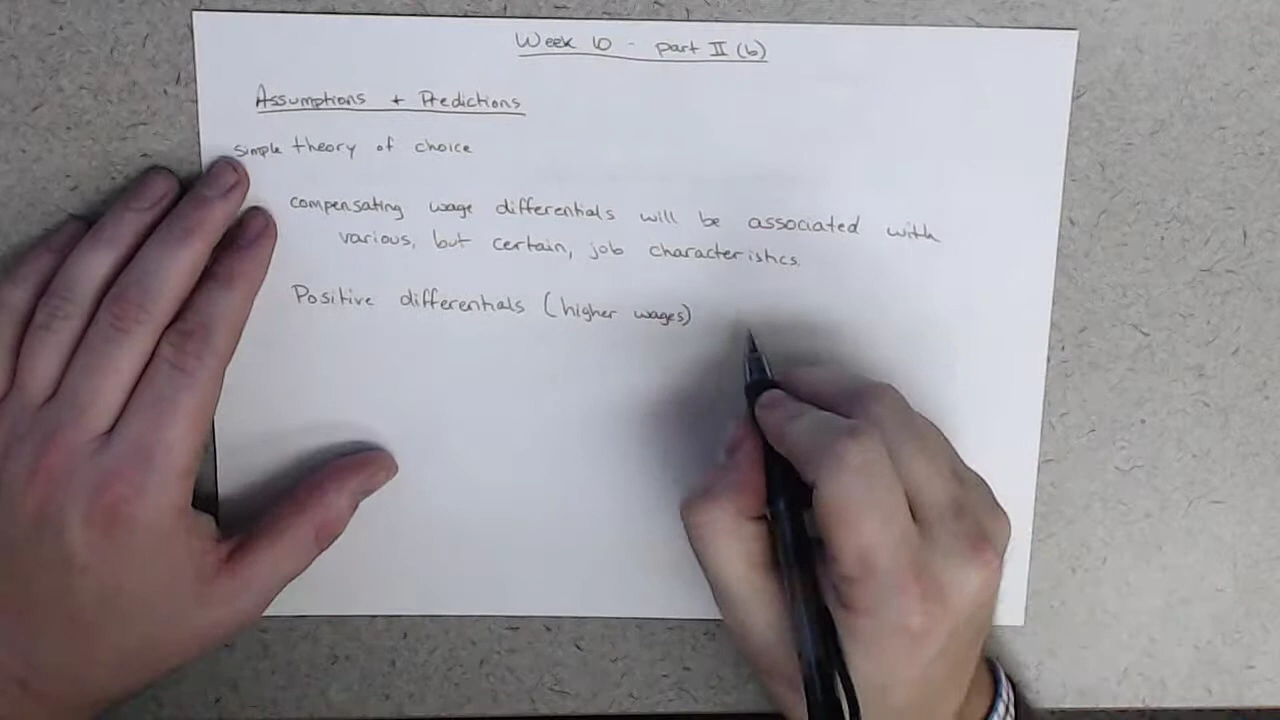 Week 10 - part II (b)
Assumptions + Predictions
simple theory of choice
compensating wage differentials will be associated with
various, but certain, job characteristics.
Positive differentials (higher wages)